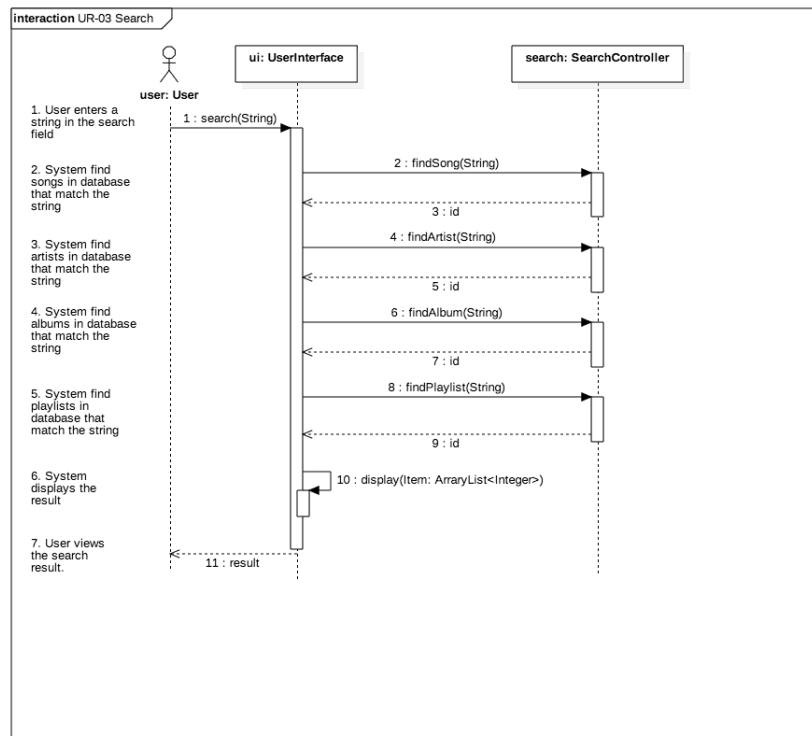 interaction UR-03 Search
ui: UserInterface
search: SearchController
user: User
1. User enters a
string in the search
field
1 : search(String)
2. System find
songs in database
that match the
string
2 : findSong(String)
3 : id
3. System find
artists in database
that match the
string
4 : findArtist(String)
5 : id
4. System find
albums in database
that match the
string
6 : findAlbum(String)
7 : id
5. System find
playlists in
database that
match the string
8 : findPlaylist(String)
9 : id
6. System
displays the
result
10 : display(Item: ArraryList<Integer>)
7. User views
the search
result.
11 : result